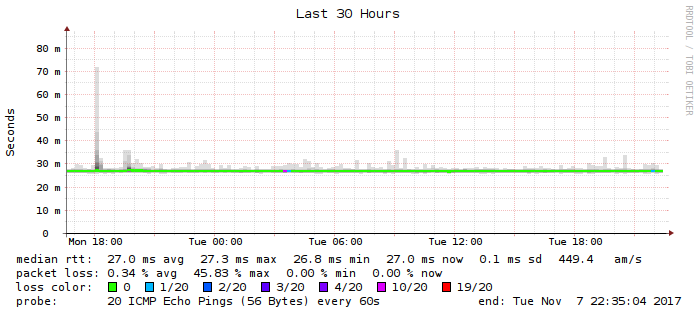 Last 30 Hours
RRDTOOL / TOBI OETIKER
Seconds
80 m
70 m
60 m
50 m
40 m
30 m
20 m
10 m
0
Mon 18:00 Tue 00:00 Tue 06:00 Tue 12:00 Tue 18:00
median rtt: 27.0 ms avg 27.3 ms max 26.8 ms min 27.0 ms now 0.1 ms sd 449.4 am/s
packet loss: 0.34 % avg 45.83 % max 0.00 % min 0.00 % now
loss color: 0 1/20 2/20 3/20 4/20 10/20 19/20
probe: 20 ICMP Echo Pings (56 Bytes) every 60s end: Tue Nov 7 22:35:04 2017